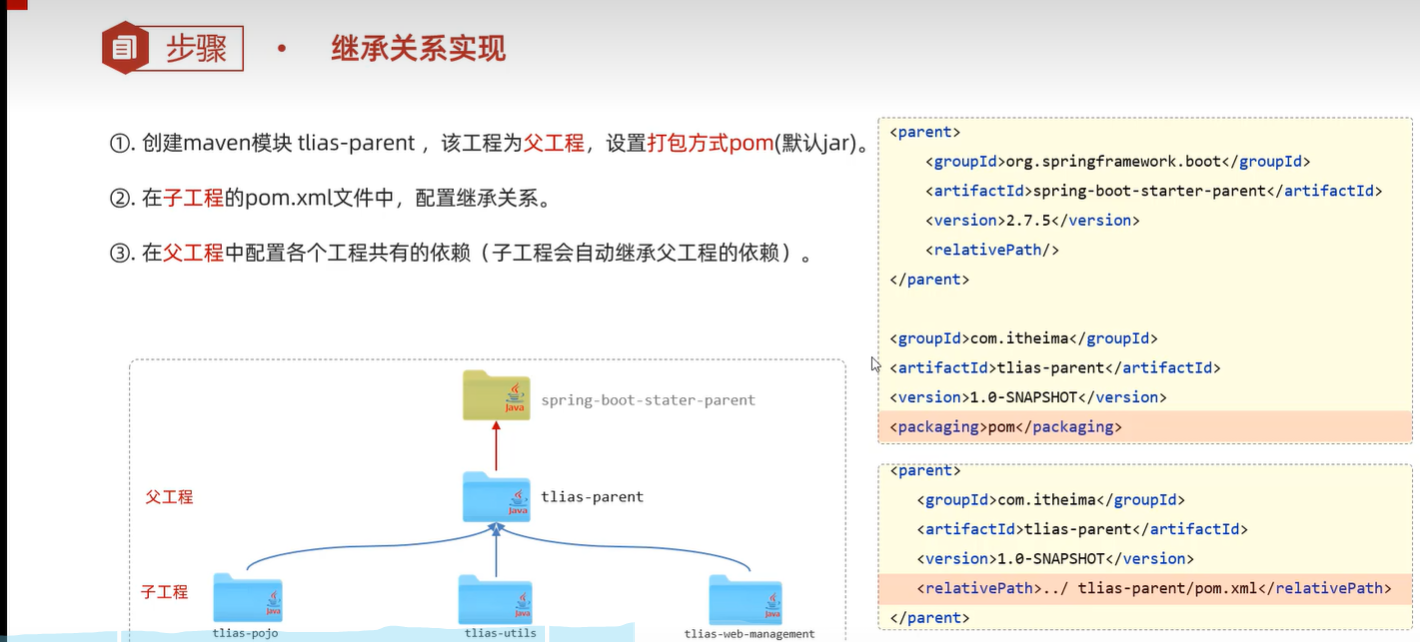 步骤 · 继承关系实现
①. 创建maven模块 tlias-parent ，该工程为父工程，设置打包方式pom(默认jar)。
②. 在子工程的pom.xml文件中，配置继承关系。
③. 在父工程中配置各个工程共有的依赖（子工程会自动继承父工程的依赖）。
<parent>
<groupId>org.springframework.boot</groupId>
<artifactId>spring-boot-starter-parent</artifactId>
<version>2.7.5</version>
<relativePath/>
</parent>
<groupId>com.itheima</groupId>
<artifactId>tlias-parent</artifactId>
<version>1.0-SNAPSHOT</version>
<packaging>pom</packaging>
<parent>
<groupId>com.itheima</groupId>
<artifactId>tlias-parent</artifactId>
<version>1.0-SNAPSHOT</version>
<relativePath>../ tlias-parent/pom.xml</relativePath>
</parent>
Java spring-boot-stater-parent
父工程 Java tlias-parent
子工程 Java Java Java
tlias-pojo tlias-utils tlias-web-management